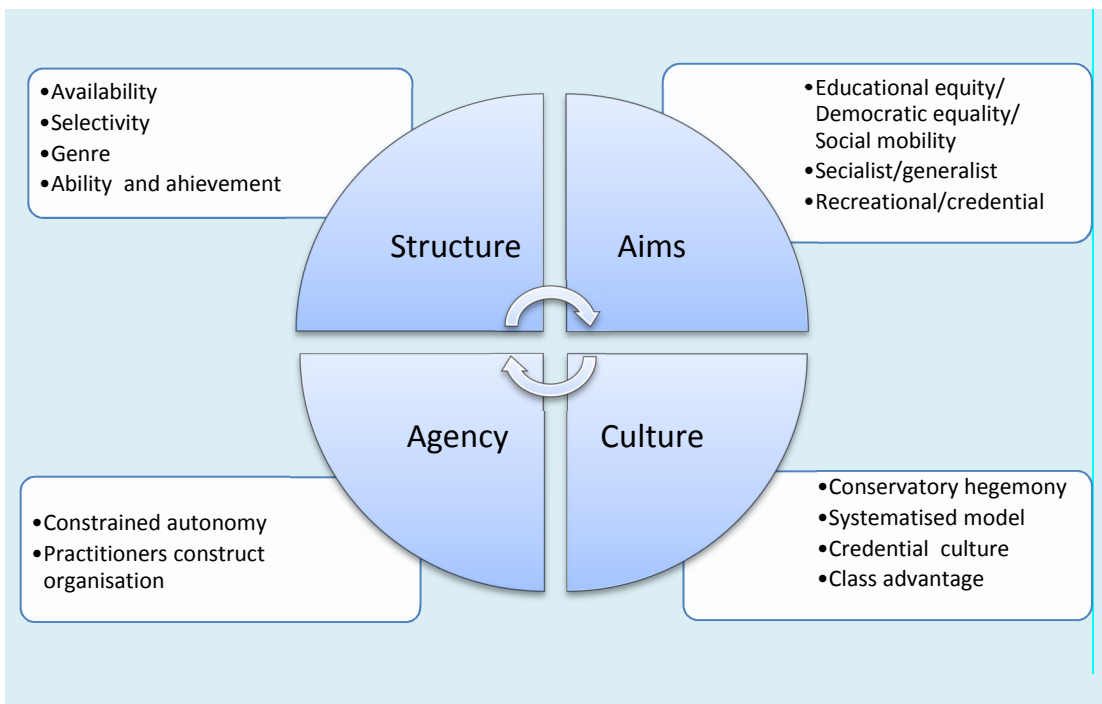 •Availability
•Selectivity
•Genre
•Ability and ahievement
•Educational equity/
Democratic equality/
Social mobility
•Secialist/generalist
•Recreational/credential
Structure
Aims
Agency
Culture
•Constrained autonomy
•Practitioners construct
organisation
•Conservatory hegemony
•Systematised model
•Credential culture
•Class advantage